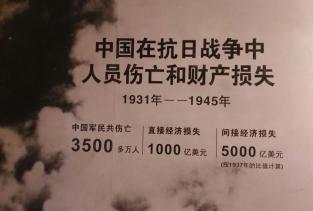 中国在抗日战争中
人员伤亡和财产损失
1931年——1945年
中国军民共伤亡 直接经济损失 间接经济损失
3500多万人 1000亿美元 5000亿美元
(按1937年的比值计算)